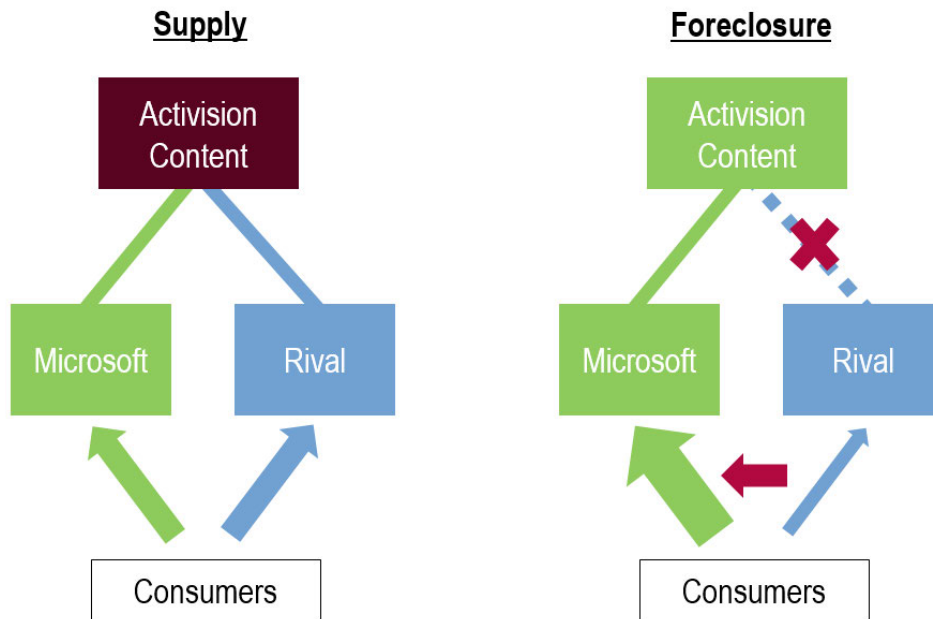 Supply
Activision
Content
Microsoft
Rival
Consumers
Foreclosure
Activision
Content
Microsoft
Rival
Consumers